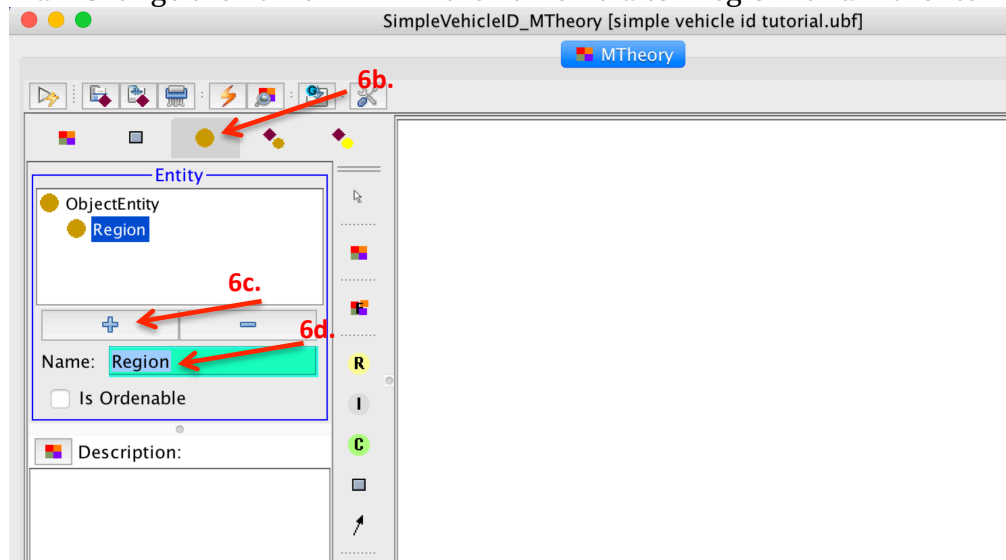 SimpleVehicleID_MTheory [simple vehicle id tutorial.ubf]
MTheory
6b.
Entity
ObjectEntity
Region
6c.
6d.
Name: Region
R
Is Ordenable
I
C
Description: